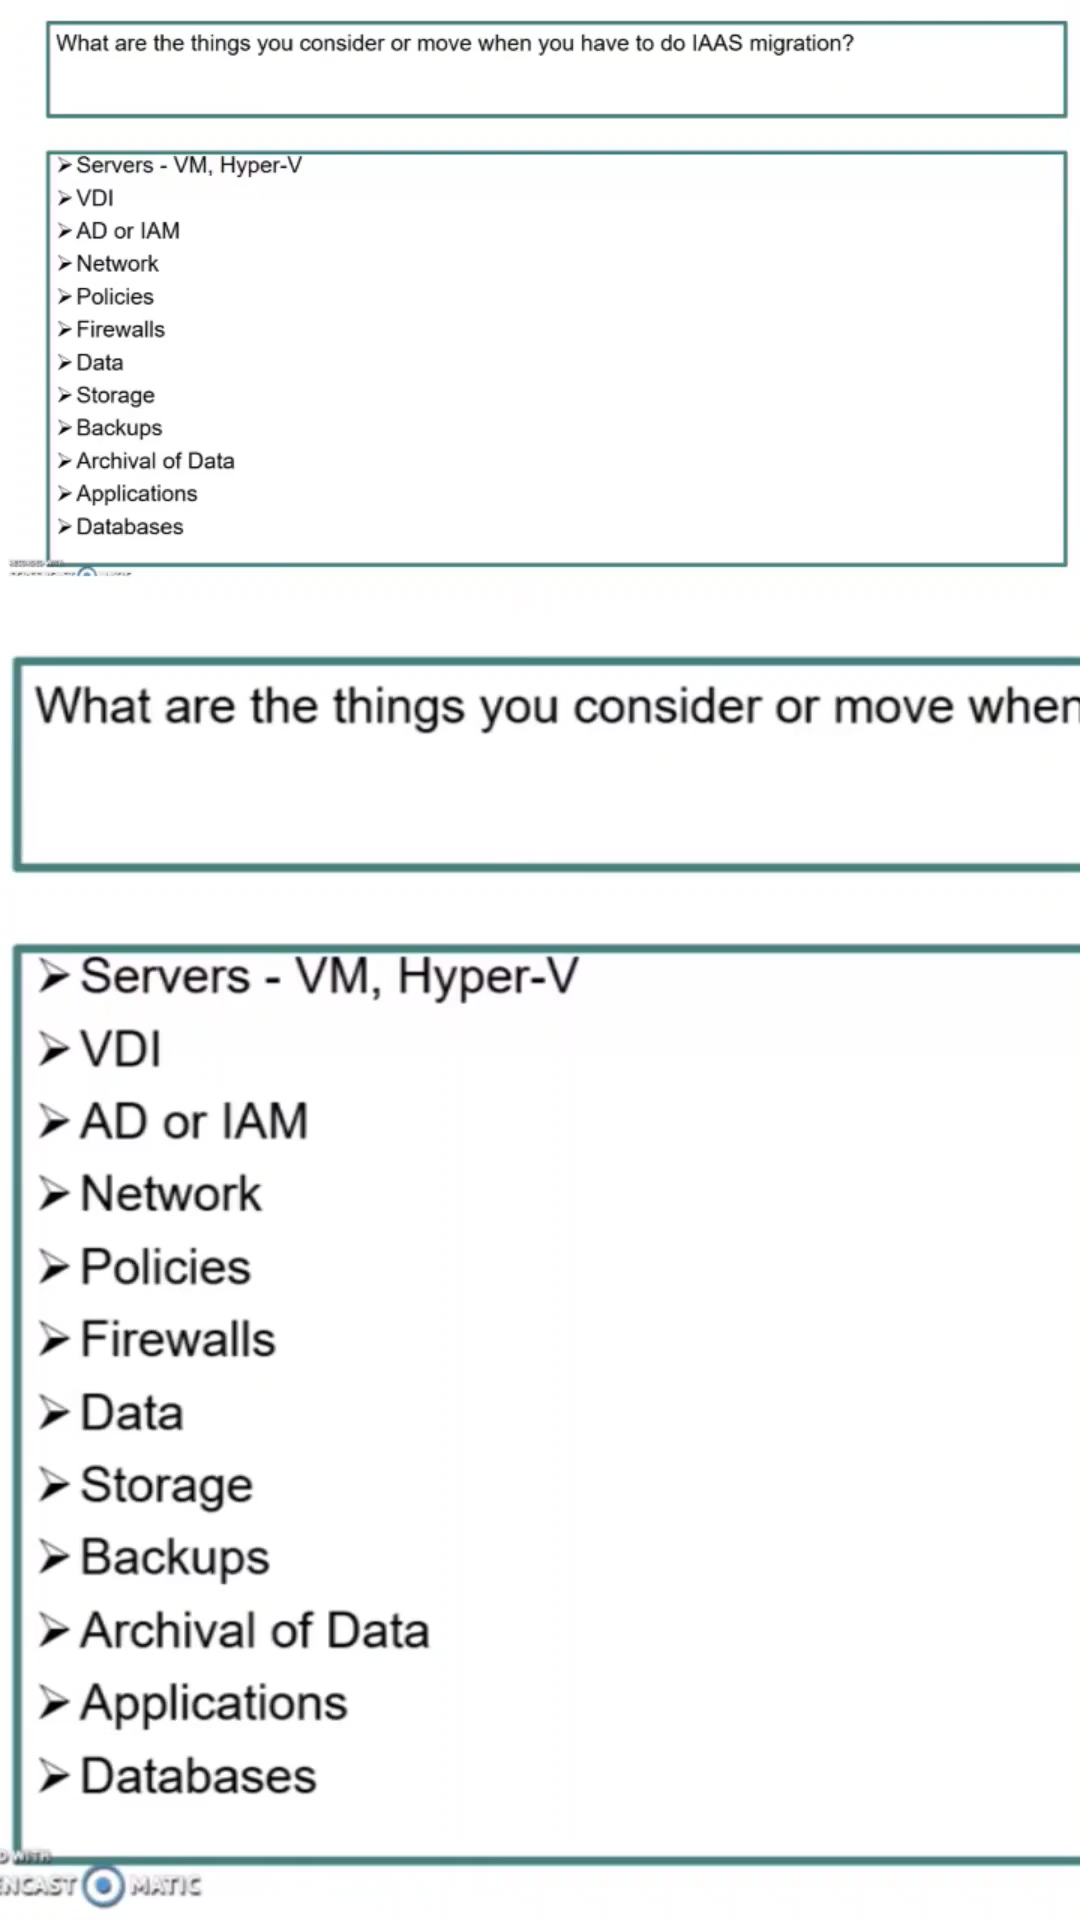 What are the things you consider or move when you have to do IAAS migration?
➢ Servers - VM, Hyper-V
➢ VDI
➢ AD or IAM
➢ Network
➢ Policies
➢ Firewalls
➢ Data
➢ Storage
➢ Backups
➢ Archival of Data
➢ Applications
➢ Databases
What are the things you consider or move when
➢ Servers - VM, Hyper-V
➢ VDI
➢ AD or IAM
➢ Network
➢ Policies
➢ Firewalls
➢ Data
➢ Storage
➢ Backups
➢ Archival of Data
➢ Applications
➢ Databases
WITH
ENCAST MATIC